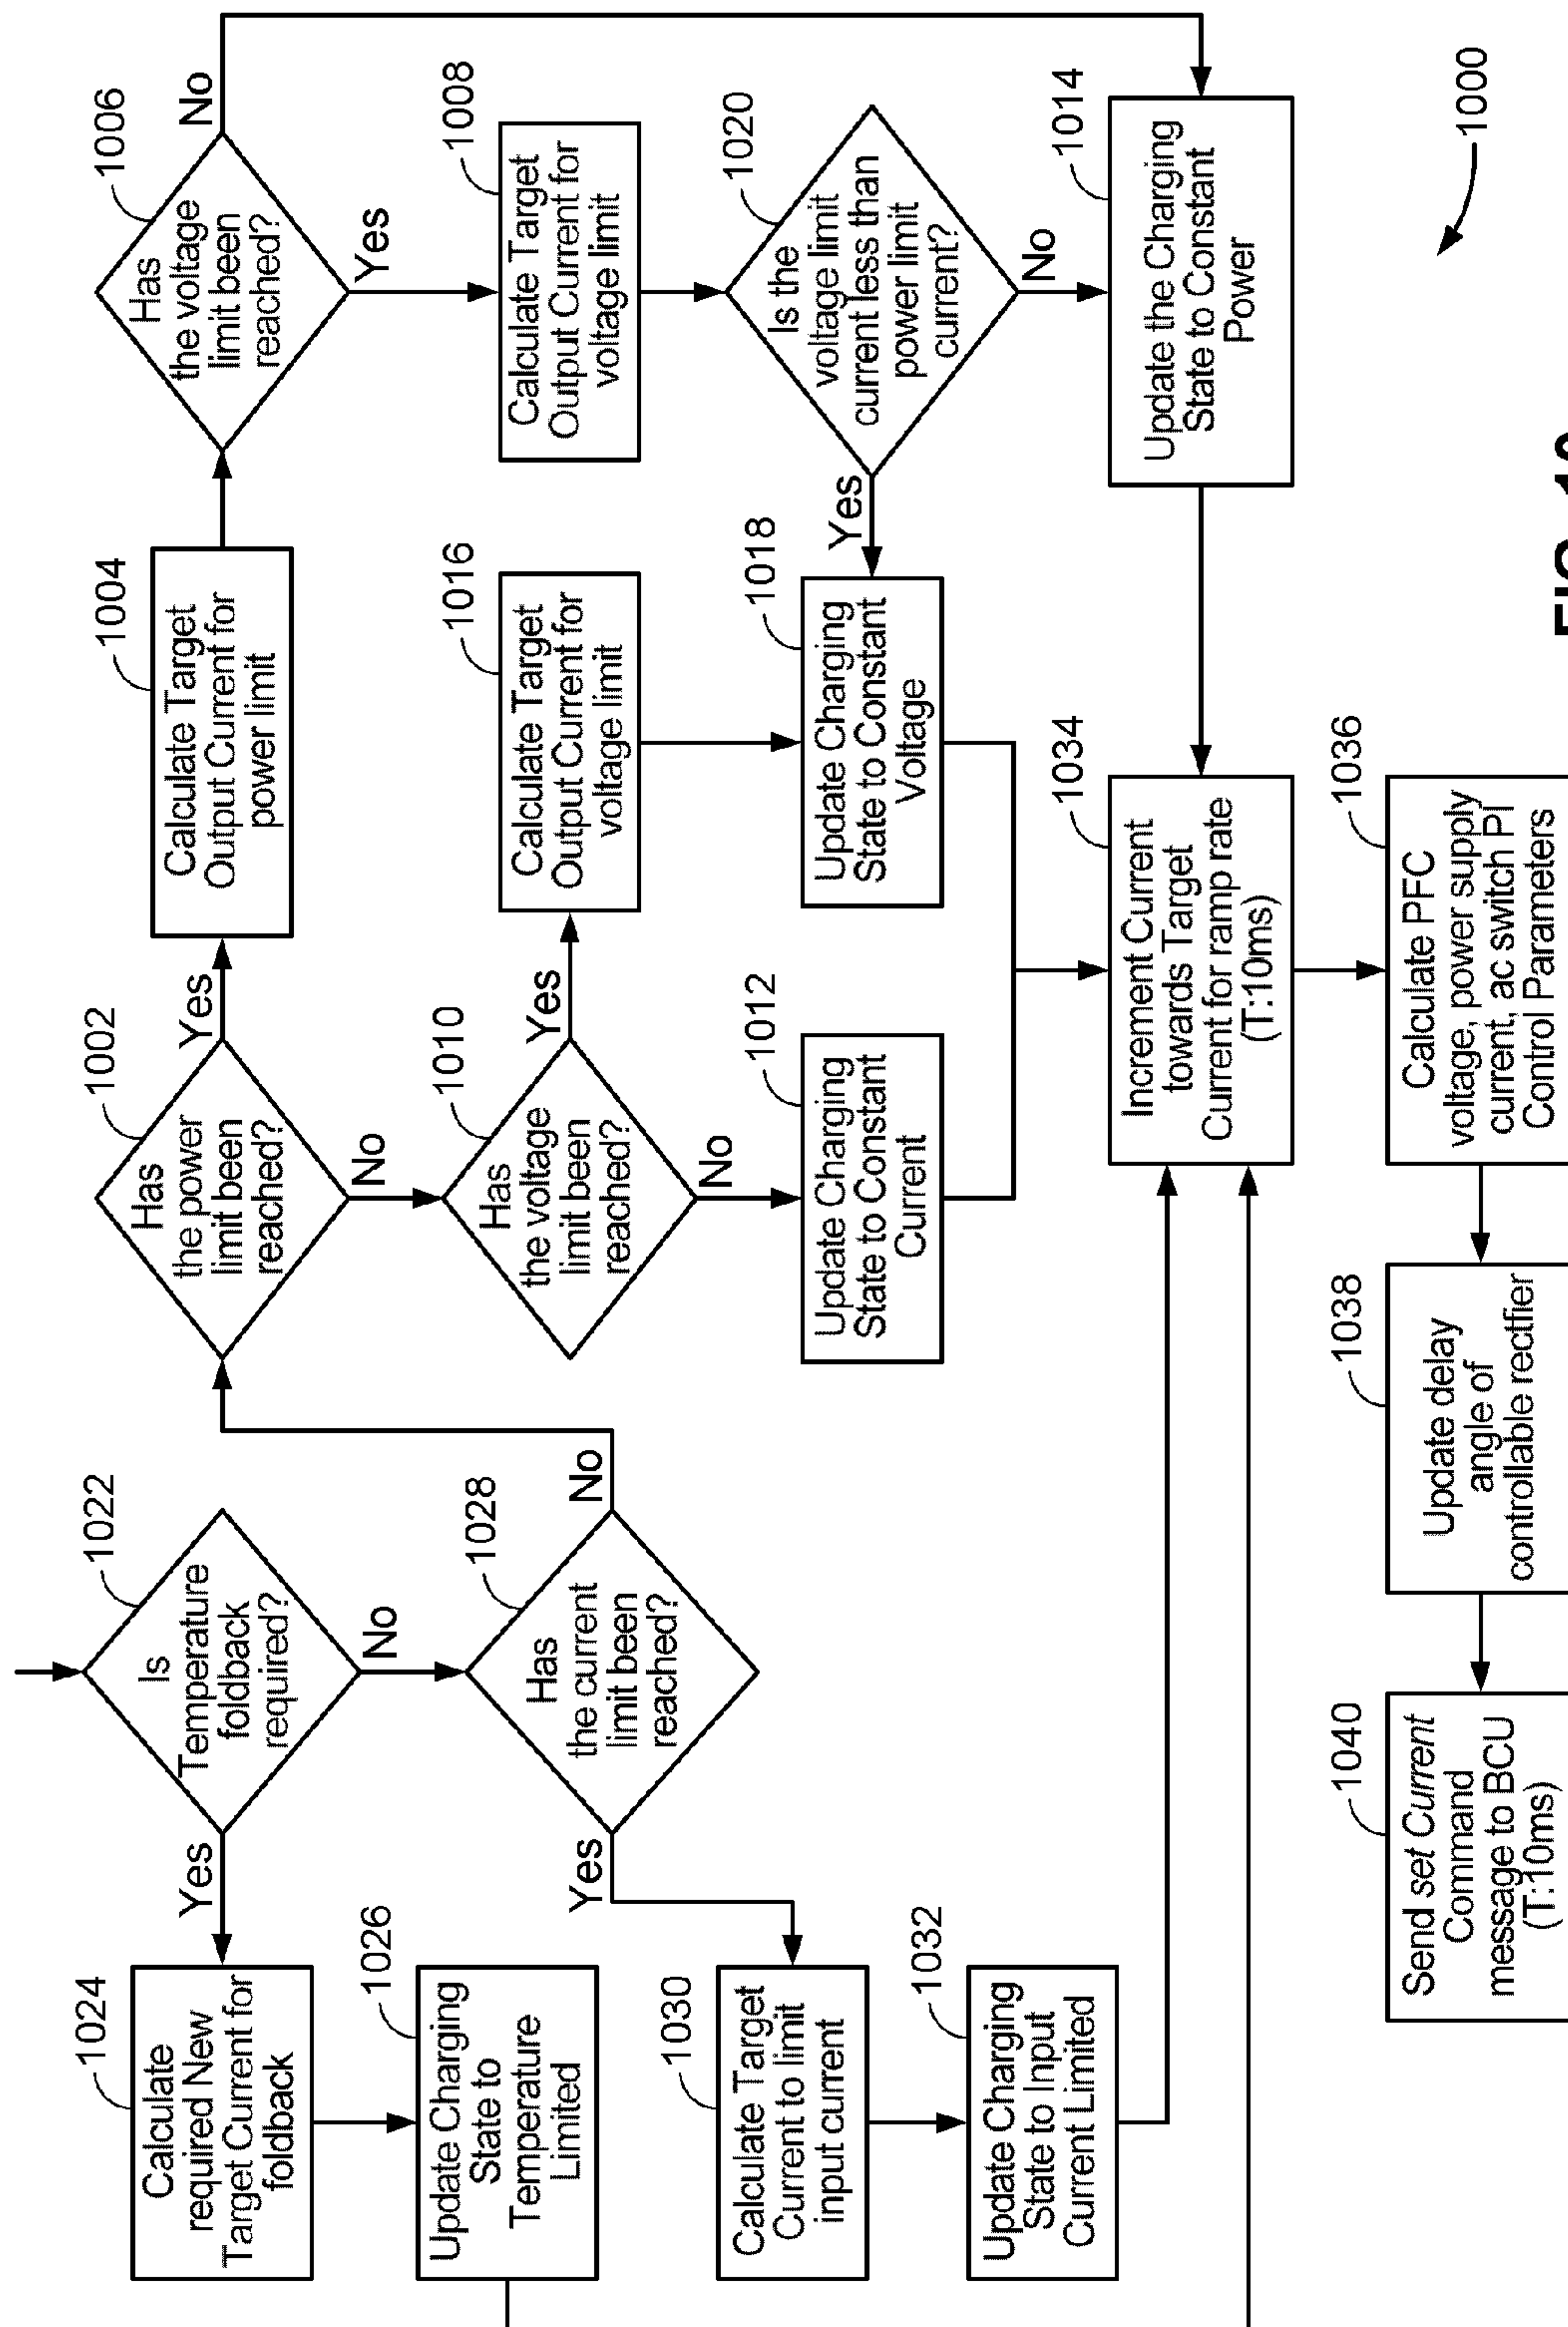 1022
Is
Temperature
foldback
required?
Yes
No
1024
Calculate
required New
Target Current for
foldback
1026
Update Charging
State to
Temperature
Limited
1028
Has
the current
limit been
reached?
Yes
No
1030
Calculate Target
Current to limit
input current
1032
Update Charging
State to Input
Current Limited
1002
Has
the power
limit been
reached?
Yes
No
1004
Calculate Target
Output Current for
power limit
1006
Has
the voltage
limit been
reached?
No
Yes
1010
Has
the voltage
limit been
reached?
Yes
No
1016
Calculate Target
Output Current for
voltage limit
1008
Calculate Target
Output Current for
voltage limit
1012
Update Charging
State to Constant
Current
1018
Update Charging
State to Constant
Voltage
1020
Is the
voltage limit
current less than
power limit
current?
Yes
No
1034
Increment Current
towards Target
Current for ramp rate
(T:10ms)
1014
Update the Charging
State to Constant
Power
1040
Send set Current
Command
message to BCU
(T:10ms)
1038
Update delay
angle of
controllable rectifier
1036
Calculate PFC
voltage, power supply
current, ac switch PI
Control Parameters
1000
FIG. 10